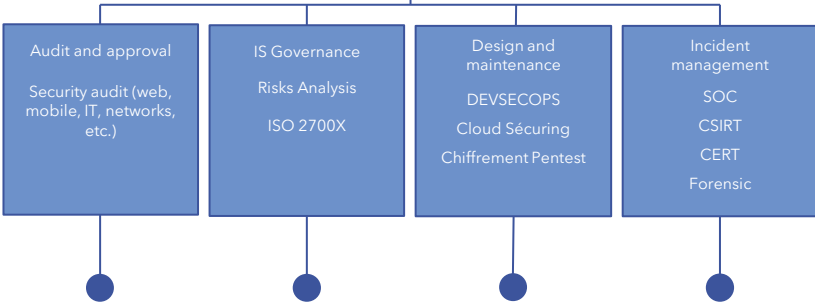 Audit and approval
Security audit (web,
mobile, IT, networks,
etc.)
IS Governance
Risks Analysis
ISO 2700X
Design and
maintenance
DEVSECOPS
Cloud Sécuring
Chiffrement Pentest
Incident
management
SOC
CSIRT
CERT
Forensic